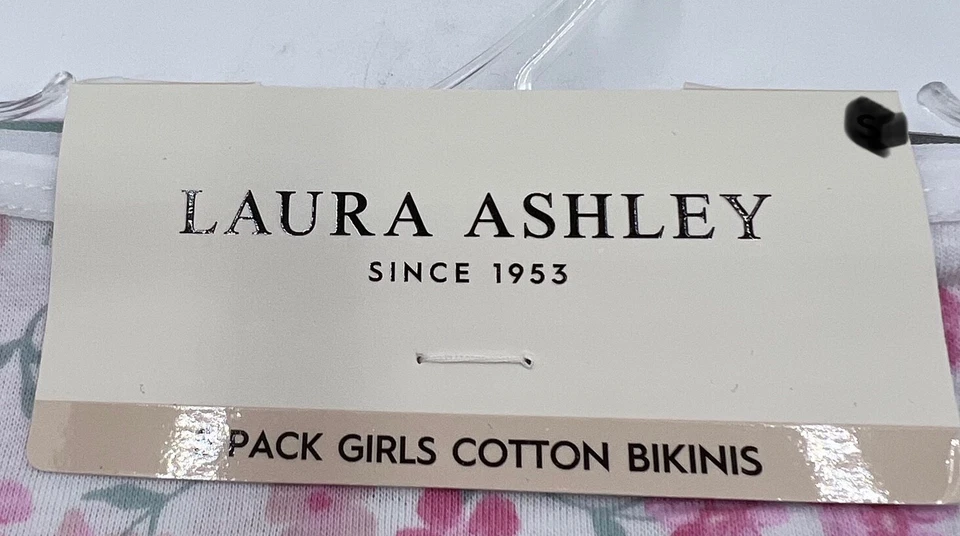 LAURA ASHLEY
SINCE 1953
PACK GIRLS COTTON BIKINIS